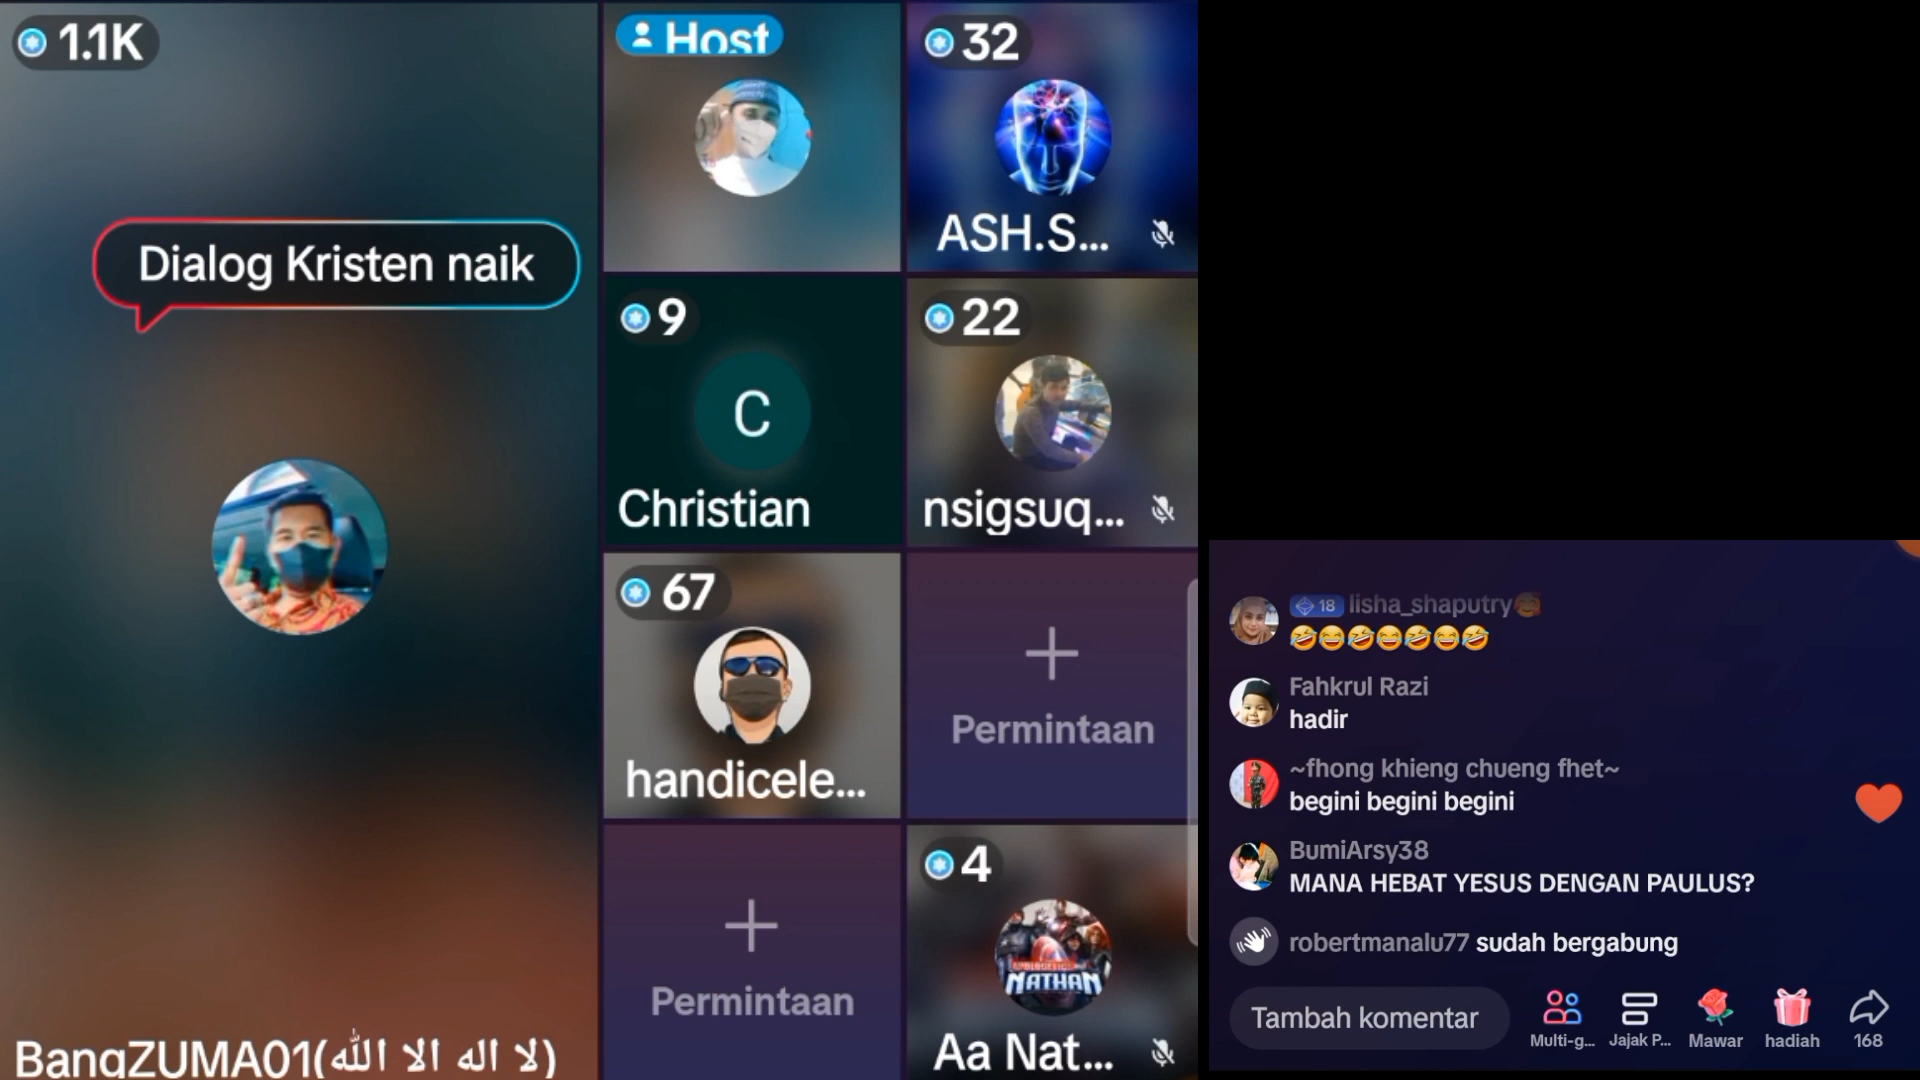 1.1K
Dialog Kristen naik
BangZUMA01(لا اله الا الله)
Host
32
ASH.S...
9
C
Christian
22
nsigsuq...
67
handicele...
Permintaan
Permintaan
4
NATHAN
Aa Nat...
18 lisha_shaputry🥰
🤣😂🤣😂🤣😂🤣
Fahkrul Razi
hadir
~fhong khieng chueng fhet~
begini begini begini
BumiArsy38
MANA HEBAT YESUS DENGAN PAULUS?
robertmanalu77 sudah bergabung
Tambah komentar
Multi-g...
Jajak P...
Mawar
hadiah
168